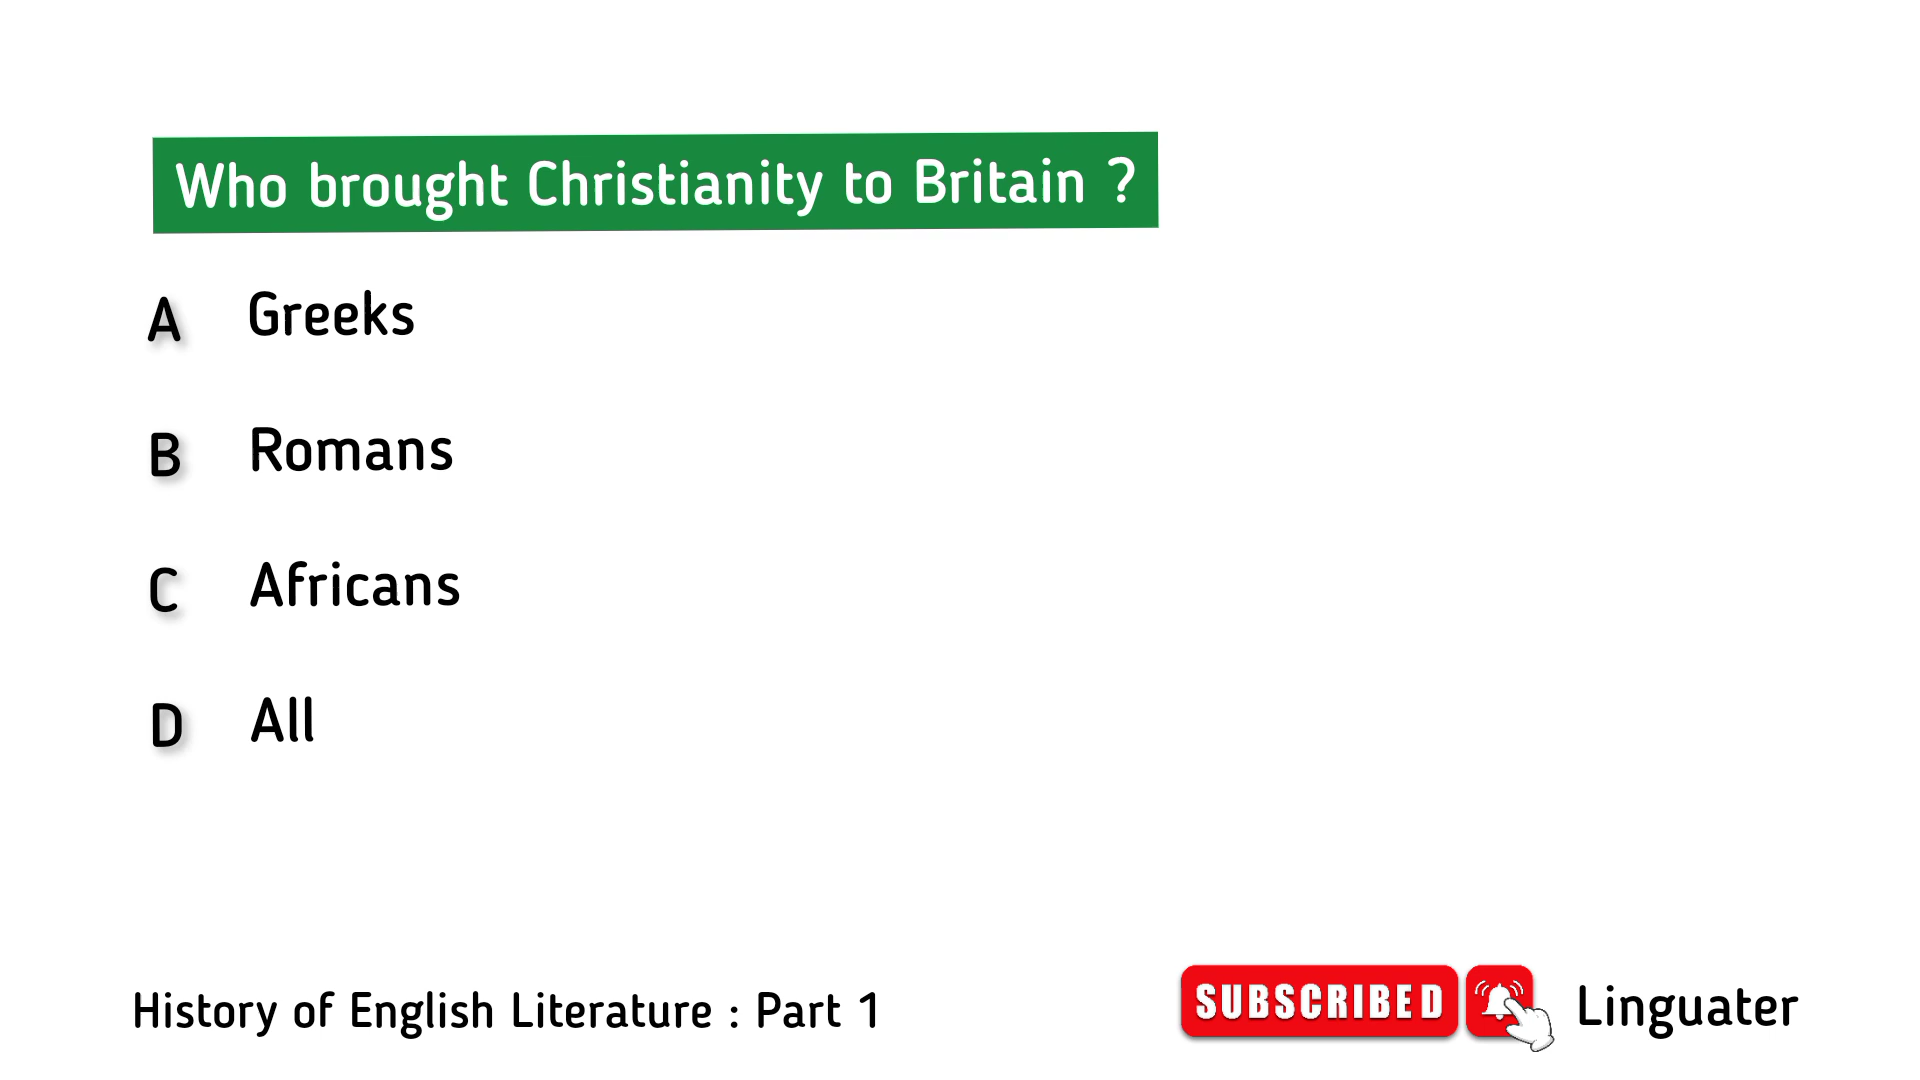 Who brought Christianity to Britain ?
A Greeks
B Romans
C Africans
D All
History of English Literature : Part 1
SUBSCRIBED
Linguater